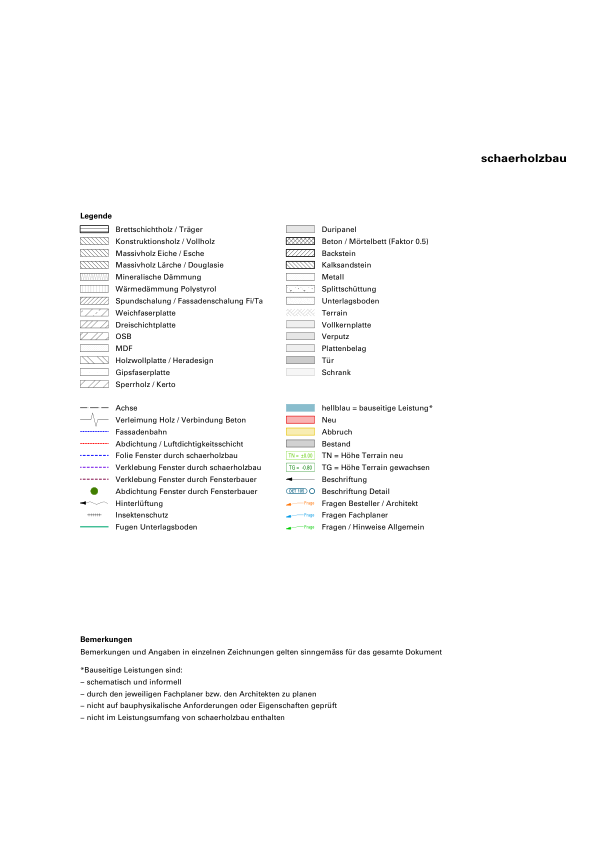 schaerholzbau
Legende
Brettschichtholz / Träger
Konstruktionsholz / Vollholz
Massivholz Eiche / Esche
Massivholz Lärche / Douglasie
Mineralische Dämmung
Wärmedämmung Polystyrol
Spundschalung / Fassadenschalung Fi/Ta
Weichfaserplatte
Dreischichtplatte
OSB
MDF
Holzwollplatte / Heradesign
Gipsfaserplatte
Sperrholz / Kerto
Duripanel
Beton / Mörtelbett (Faktor 0.5)
Backstein
Kalksandstein
Metall
Splittschüttung
Unterlagsboden
Terrain
Vollkernplatte
Verputz
Plattenbelag
Tür
Schrank
Achse
Verleimung Holz / Verbindung Beton
Fassadenbahn
Abdichtung / Luftdichtigkeitsschicht
Folie Fenster durch schaerholzbau
Verklebung Fenster durch schaerholzbau
Verklebung Fenster durch Fensterbauer
Abdichtung Fenster durch Fensterbauer
Hinterlüftung
Insektenschutz
Fugen Unterlagsboden
hellblau = bauseitige Leistung*
Neu
Abbruch
Bestand
TN = ±0.00 TN = Höhe Terrain neu
TG = -0.80 TG = Höhe Terrain gewachsen
Beschriftung
DET.100 Beschriftung Detail
Frage Fragen Besteller / Architekt
Frage Fragen Fachplaner
Frage Fragen / Hinweise Allgemein
Bemerkungen
Bemerkungen und Angaben in einzelnen Zeichnungen gelten sinngemäss für das gesamte Dokument
*Bauseitige Leistungen sind:
– schematisch und informell
– durch den jeweiligen Fachplaner bzw. den Architekten zu planen
– nicht auf bauphysikalische Anforderungen oder Eigenschaften geprüft
– nicht im Leistungsumfang von schaerholzbau enthalten